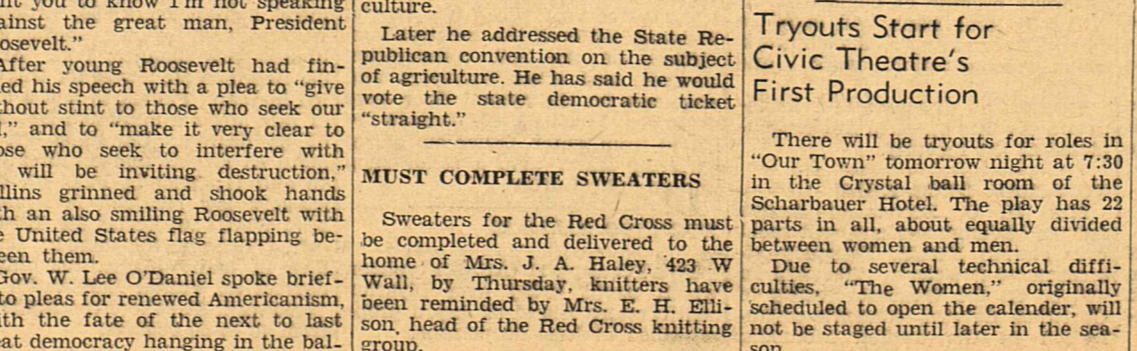 you to know I'm not speaking
ainst the great man, President
osevelt."
After young Roosevelt had fin-
ed his speech with a plea to "give
thout stint to those who seek our
," and to "make it very clear to
ose who seek to interfere with
will be inviting destruction,"
llins grinned and shook hands
th an also smiling Roosevelt with
e United States flag flapping be-
een them.
Gov. W. Lee O'Daniel spoke brief-
to pleas for renewed Americanism,
ith the fate of the next to last
eat democracy hanging in the bal-
culture.
Later he addressed the State Re-
publican convention on the subject
of agriculture. He has said he would
vote the state democratic ticket
"straight."
MUST COMPLETE SWEATERS
Sweaters for the Red Cross must
be completed and delivered to the
home of Mrs. J. A. Haley, 423 W
Wall, by Thursday, knitters have
been reminded by Mrs. E. H. Elli-
son, head of the Red Cross knitting
group.
Tryouts Start for
Civic Theatre's
First Production
There will be tryouts for roles in
"Our Town" tomorrow night at 7:30
in the Crystal ball room of the
Scharbauer Hotel. The play has 22
parts in all, about equally divided
between women and men.
Due to several technical diffi-
culties, "The Women," originally
scheduled to open the calender, will
not be staged until later in the sea-
son